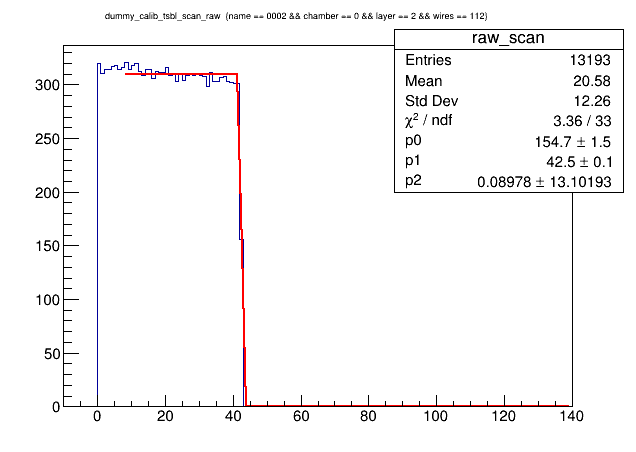 dummy_calib_tsbl_scan_raw (name == 0002 && chamber == 0 && layer == 2 && wires == 112)
raw_scan
Entries 13193
Mean 20.58
Std Dev 12.26
χ² / ndf 3.36 / 33
p0 154.7 ± 1.5
p1 42.5 ± 0.1
p2 0.08978 ± 13.10193
300
250
200
150
100
50
0
0 20 40 60 80 100 120 140